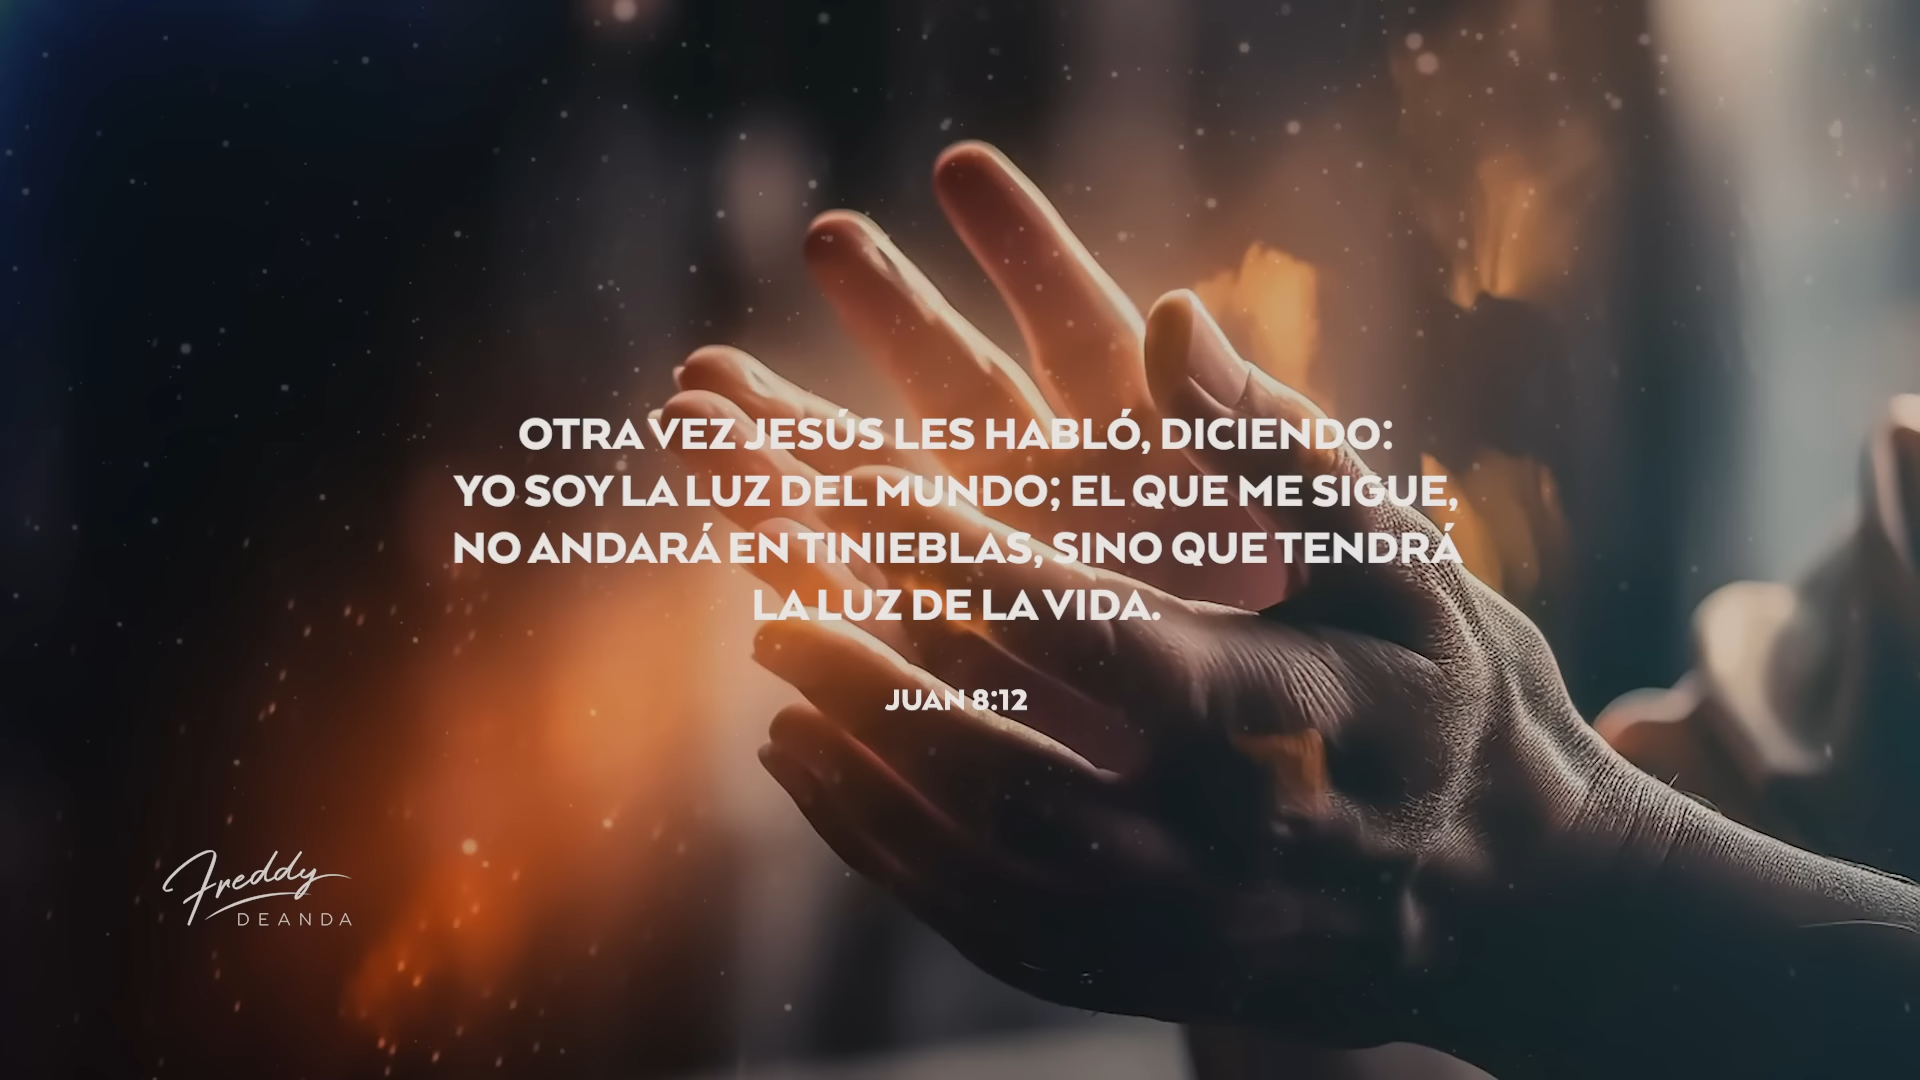 OTRA VEZ JESÚS LES HABLÓ, DICIENDO:
YO SOY LA LUZ DEL MUNDO; EL QUE ME SIGUE,
NO ANDARÁ EN TINIEBLAS, SINO QUE TENDRÁ
LA LUZ DE LA VIDA.
JUAN 8:12
Freddy
DEANDA